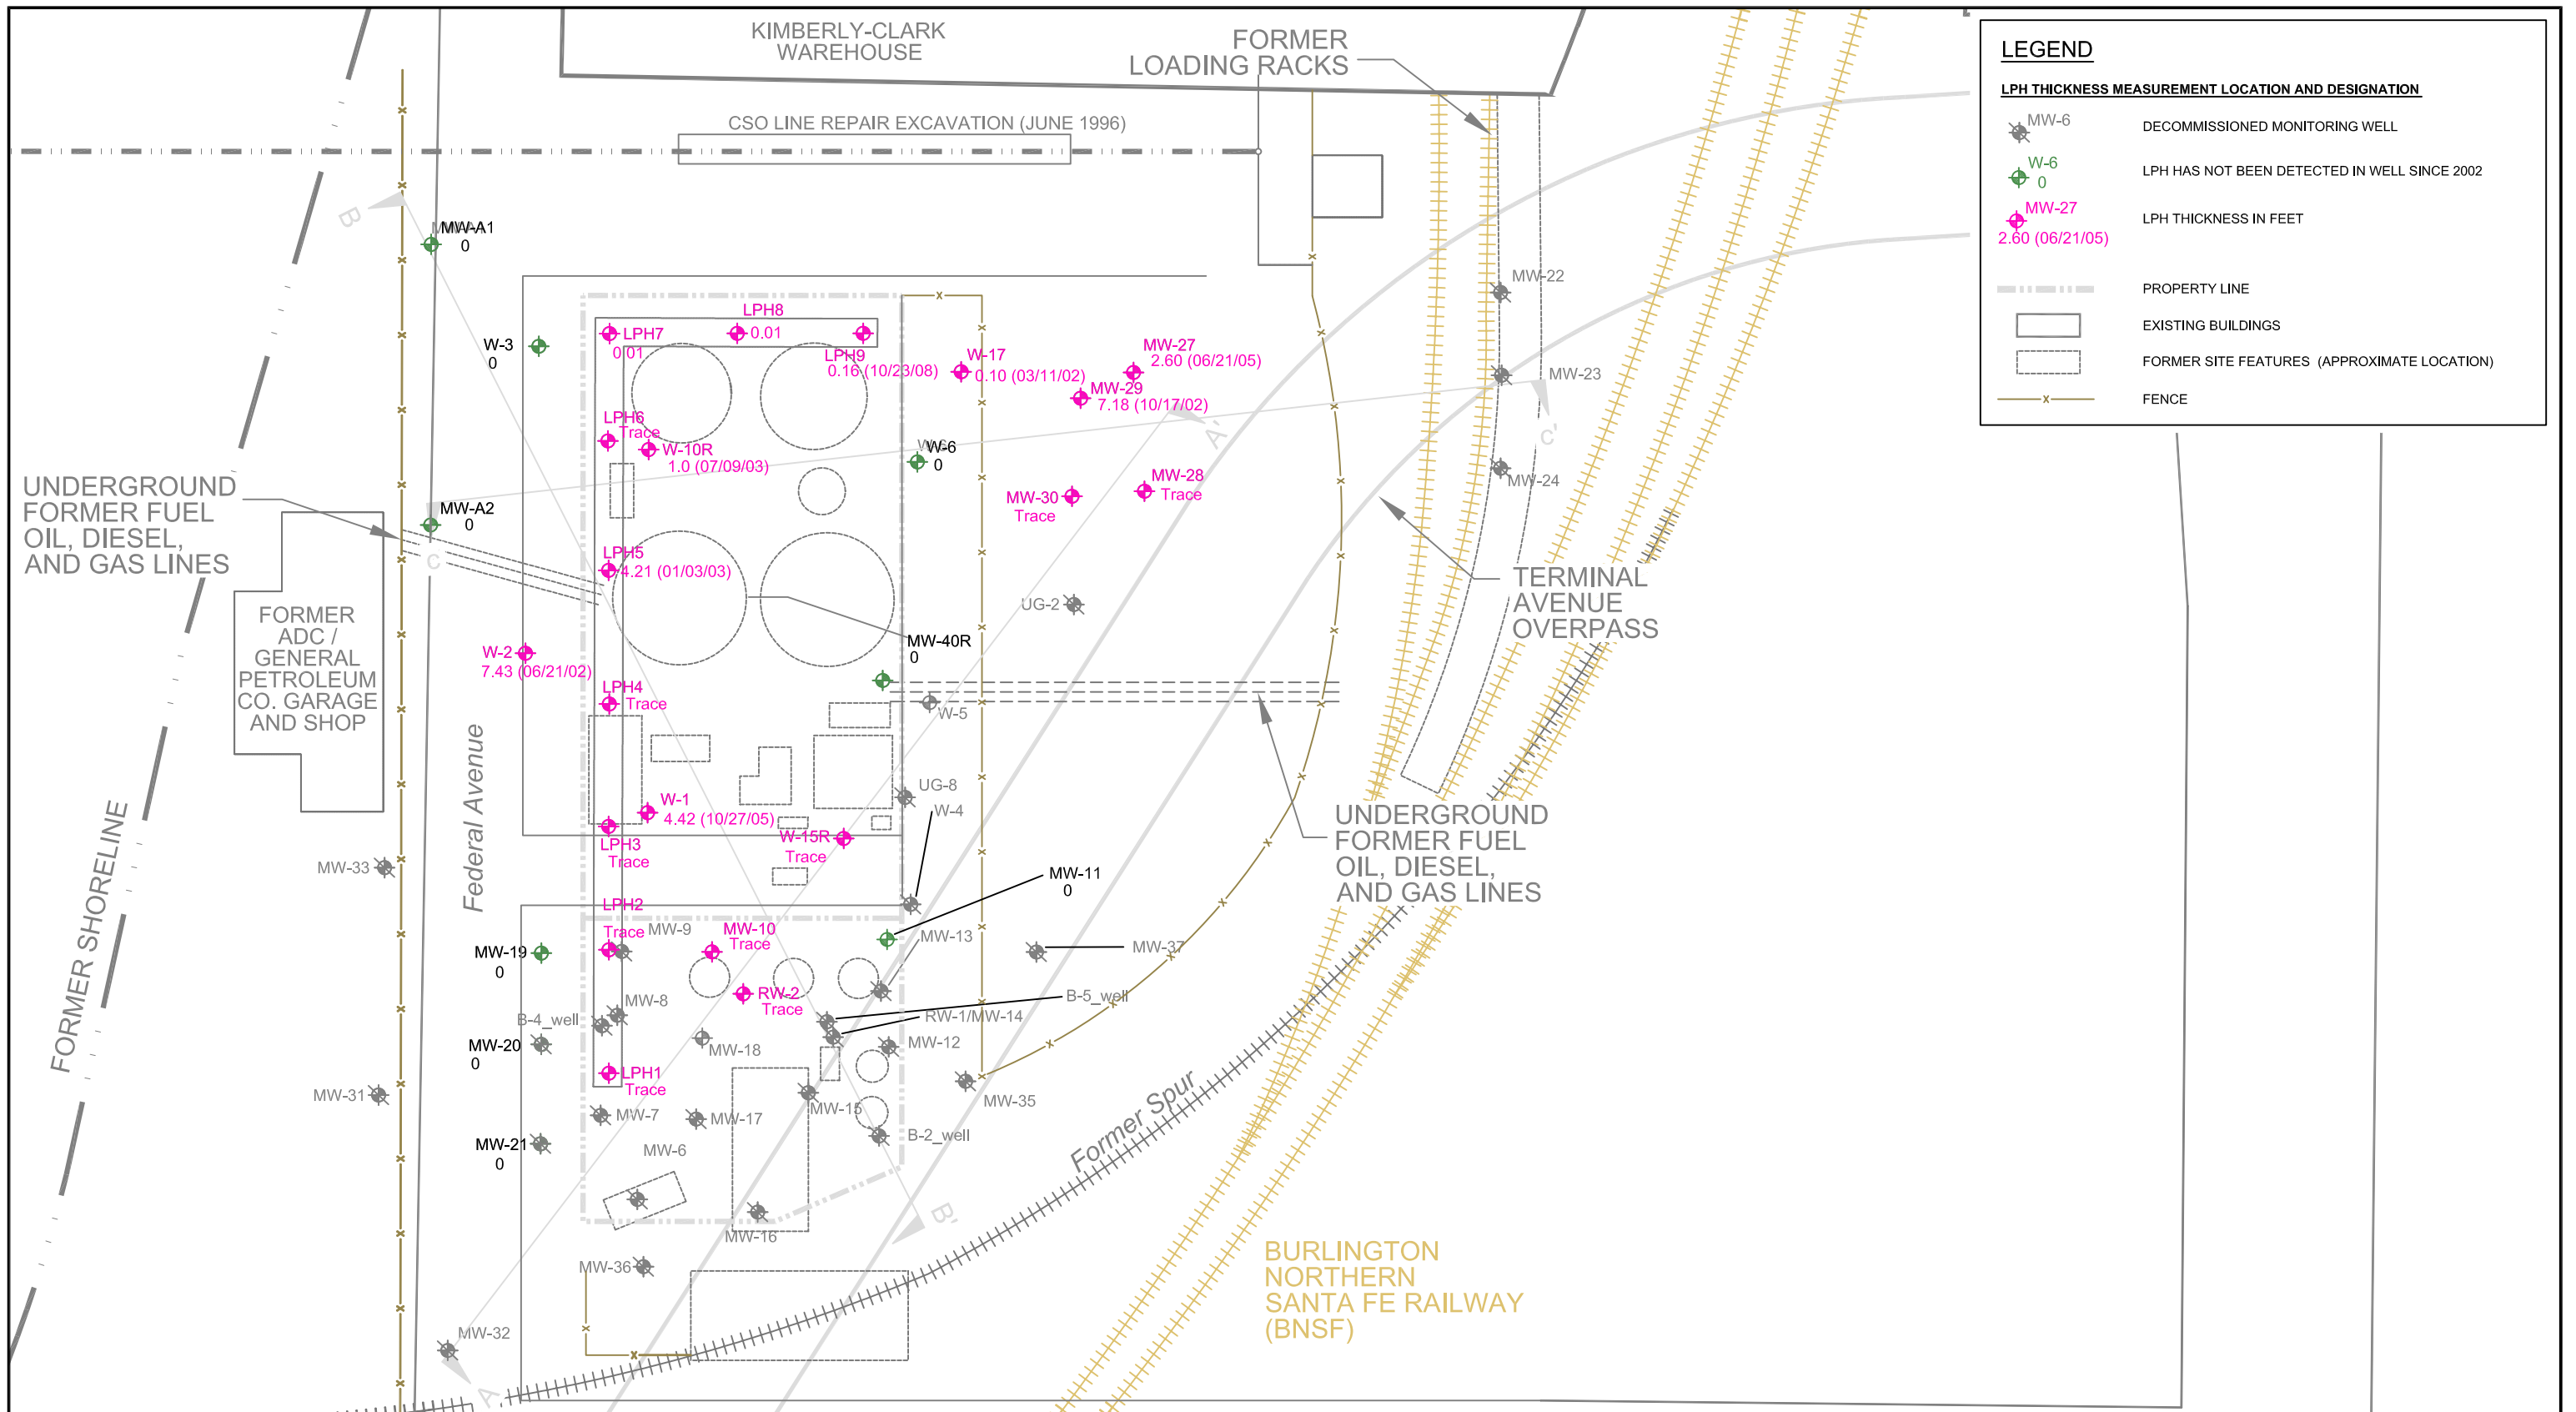 KIMBERLY-CLARK
WAREHOUSE
FORMER
LOADING RACKS
CSO LINE REPAIR EXCAVATION (JUNE 1996)
LEGEND
LPH THICKNESS MEASUREMENT LOCATION AND DESIGNATION
MW-6
DECOMMISSIONED MONITORING WELL
W-6
0
LPH HAS NOT BEEN DETECTED IN WELL SINCE 2002
MW-27
2.60 (06/21/05)
LPH THICKNESS IN FEET
PROPERTY LINE
EXISTING BUILDINGS
FORMER SITE FEATURES (APPROXIMATE LOCATION)
FENCE
B
MW-A1
0
MW-22
LPH8
LPH7
0.01
0.01
W-3
0
LPH9
0.16 (10/23/08)
W-17
0.10 (03/11/02)
MW-27
2.60 (06/21/05)
MW-29
7.18 (10/17/02)
MW-23
LPH6
Trace
W-10R
1.0 (07/09/03)
W-6
0
A'
c'
MW-24
MW-28
Trace
MW-30
Trace
UNDERGROUND
FORMER FUEL
OIL, DIESEL,
AND GAS LINES
MW-A2
0
c
LPH5
4.21 (01/03/03)
TERMINAL
AVENUE
OVERPASS
UG-2
FORMER
ADC /
GENERAL
PETROLEUM
CO. GARAGE
AND SHOP
MW-40R
0
W-2
7.43 (06/21/02)
LPH4
Trace
W-5
Federal Avenue
UG-8
W-4
W-1
4.42 (10/27/05)
LPH3
Trace
W-15R
Trace
UNDERGROUND
FORMER FUEL
OIL, DIESEL,
AND GAS LINES
FORMER SHORELINE
MW-33
MW-11
0
LPH2
Trace
MW-9
MW-10
Trace
MW-13
MW-37
MW-19
0
RW-2
Trace
B-5_well
MW-8
B-4_well
RW-1/MW-14
MW-20
0
MW-18
MW-12
LPH1
Trace
MW-31
MW-7
MW-17
MW-15
MW-35
Former Spur
MW-21
0
MW-6
B-2_well
B'
MW-16
MW-36
BURLINGTON
NORTHERN
SANTA FE RAILWAY
(BNSF)
MW-32
A